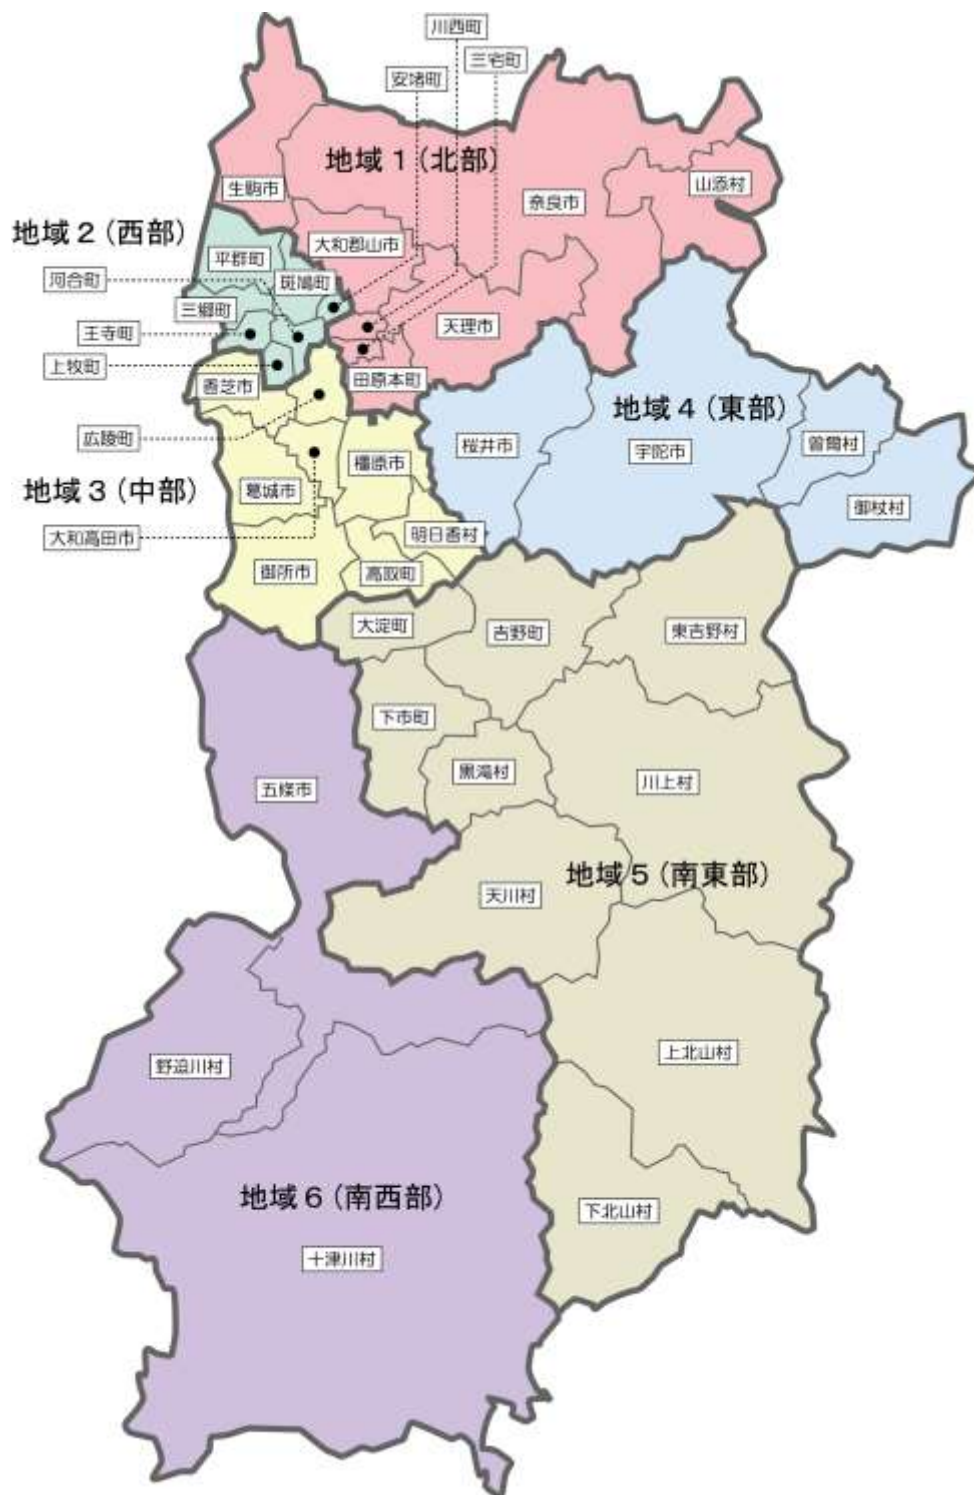 川西町
三宅町
安堵町
地域1(北部)
生駒市
奈良市
山添村
地域2(西部)
大和郡山市
平群町
斑鳩町
河合町
三郷町
天理市
王寺町
上牧町
香芝市
田原本町
地域4(東部)
広陵町
桜井市
宇陀市
曽爾村
橿原市
地域3(中部)
葛城市
御杖村
大和高田市
明日香村
御所市
高取町
大淀町
吉野町
東吉野村
下市町
黒滝村
五條市
川上村
地域5(南東部)
天川村
野迫川村
上北山村
地域6(南西部)
下北山村
十津川村